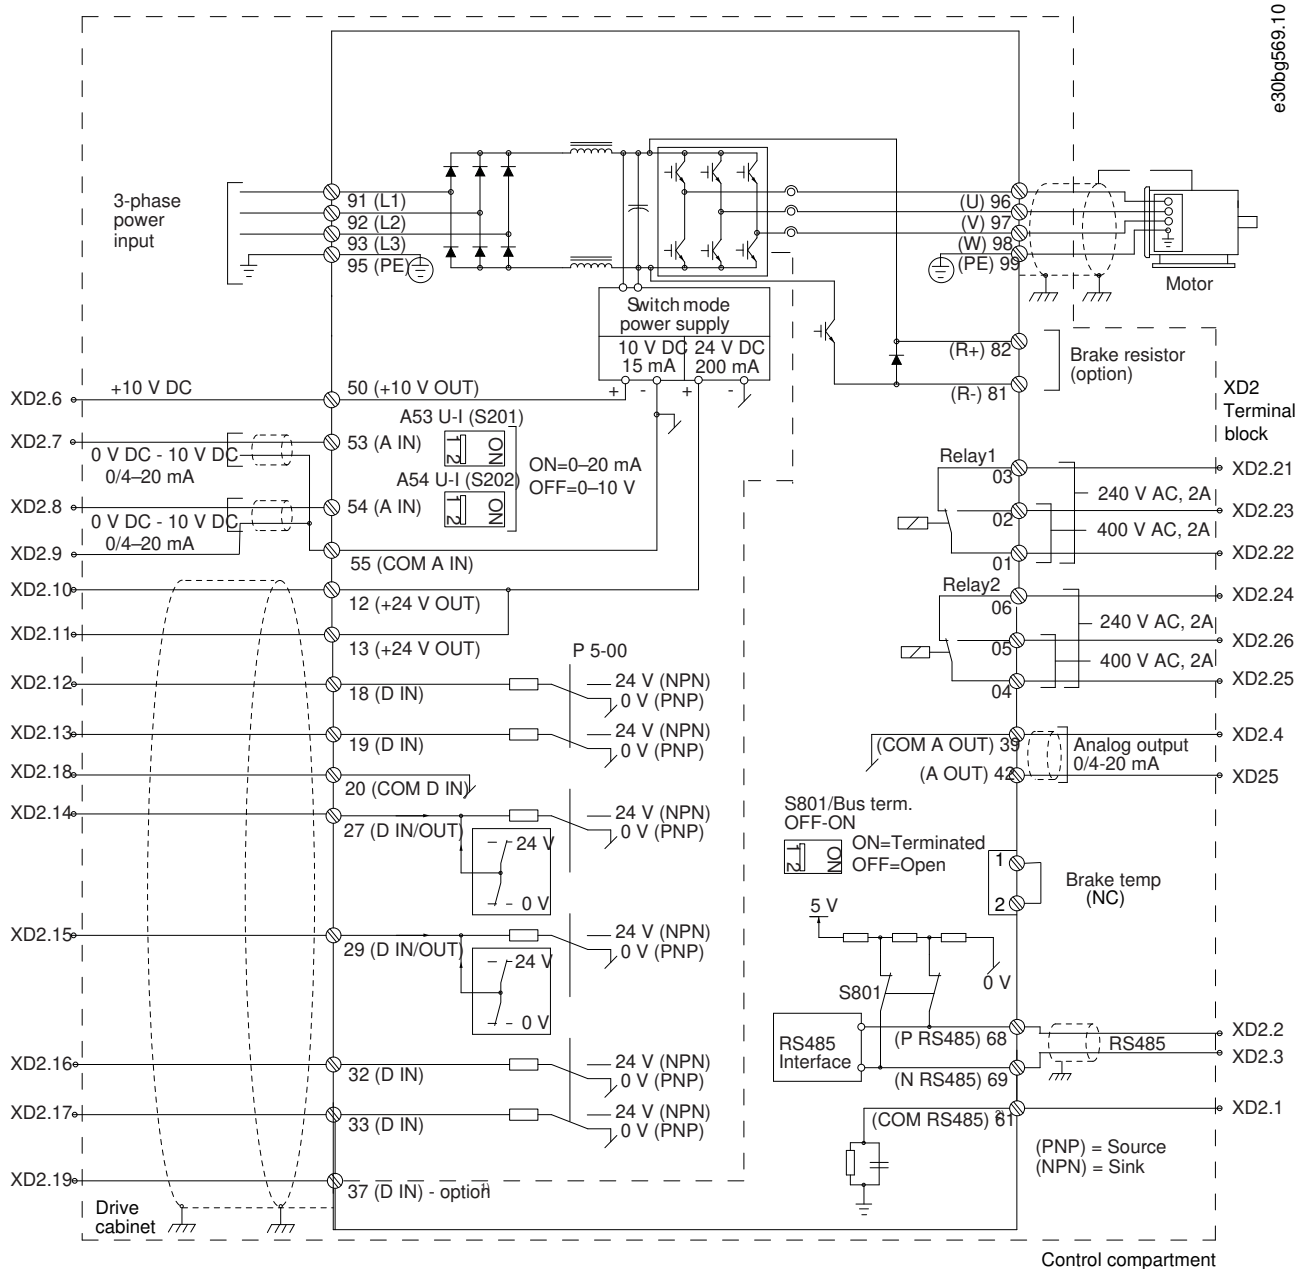 e30bg569.10
3-phase
power
input
91 (L1)
92 (L2)
93 (L3)
95 (PE)
(U) 96
(V) 97
(W) 98
(PE) 99
Motor
Switch mode
power supply
10 V DC
15 mA
24 V DC
200 mA
+ - + -
(R+) 82
(R-) 81
Brake resistor
(option)
XD2
Terminal
block
XD2.6
+10 V DC
50 (+10 V OUT)
A53 U-I (S201)
XD2.7
0 V DC - 10 V DC
0/4–20 mA
53 (A IN)
1 2
ON
ON=0–20 mA
OFF=0–10 V
A54 U-I (S202)
XD2.8
0 V DC - 10 V DC
0/4–20 mA
54 (A IN)
1 2
ON
XD2.9
55 (COM A IN)
XD2.10
12 (+24 V OUT)
XD2.11
13 (+24 V OUT)
P 5-00
XD2.12
18 (D IN)
24 V (NPN)
0 V (PNP)
XD2.13
19 (D IN)
24 V (NPN)
0 V (PNP)
XD2.18
20 (COM D IN)
XD2.14
27 (D IN/OUT)
24 V (NPN)
0 V (PNP)
24 V
0 V
XD2.15
29 (D IN/OUT)
24 V (NPN)
0 V (PNP)
24 V
0 V
XD2.16
32 (D IN)
24 V (NPN)
0 V (PNP)
XD2.17
33 (D IN)
24 V (NPN)
0 V (PNP)
XD2.19
37 (D IN) - option 1)
Drive
cabinet
Relay1
03
XD2.21
240 V AC, 2A
02
XD2.23
400 V AC, 2A
01
XD2.22
Relay2
06
XD2.24
240 V AC, 2A
05
XD2.26
400 V AC, 2A
04
XD2.25
(COM A OUT) 39
XD2.4
Analog output
0/4-20 mA
(A OUT) 42
XD25
S801/Bus term.
OFF-ON
1 2
ON
ON=Terminated
OFF=Open
1
2
Brake temp
(NC)
5 V
0 V
S801
RS485
Interface
(P RS485) 68
XD2.2
RS485
(N RS485) 69
XD2.3
(COM RS485) 61
2)
XD2.1
(PNP) = Source
(NPN) = Sink
Control compartment